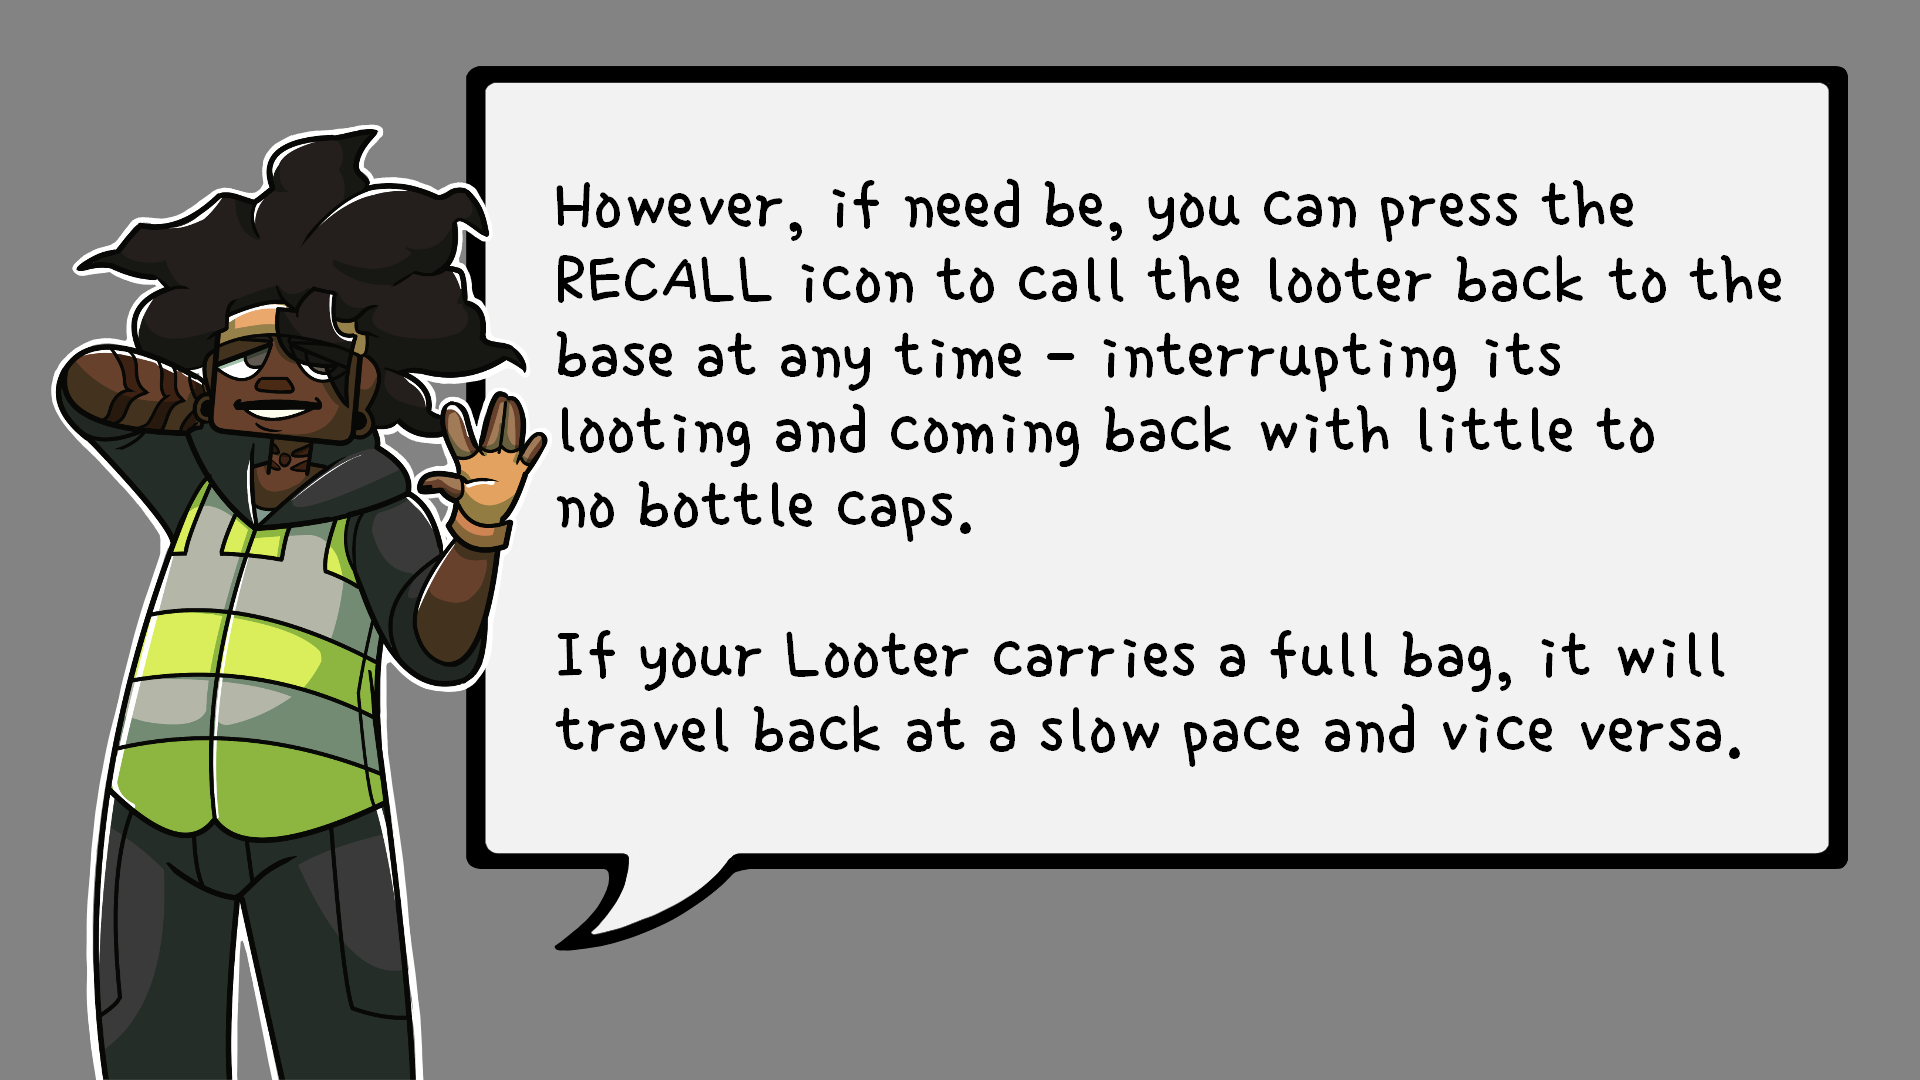 However, if need be, you can press the
RECALL icon to call the looter back to the
base at any time - interrupting its
looting and coming back with little to
no bottle caps.
If your Looter carries a full bag, it will
travel back at a slow pace and vice versa.